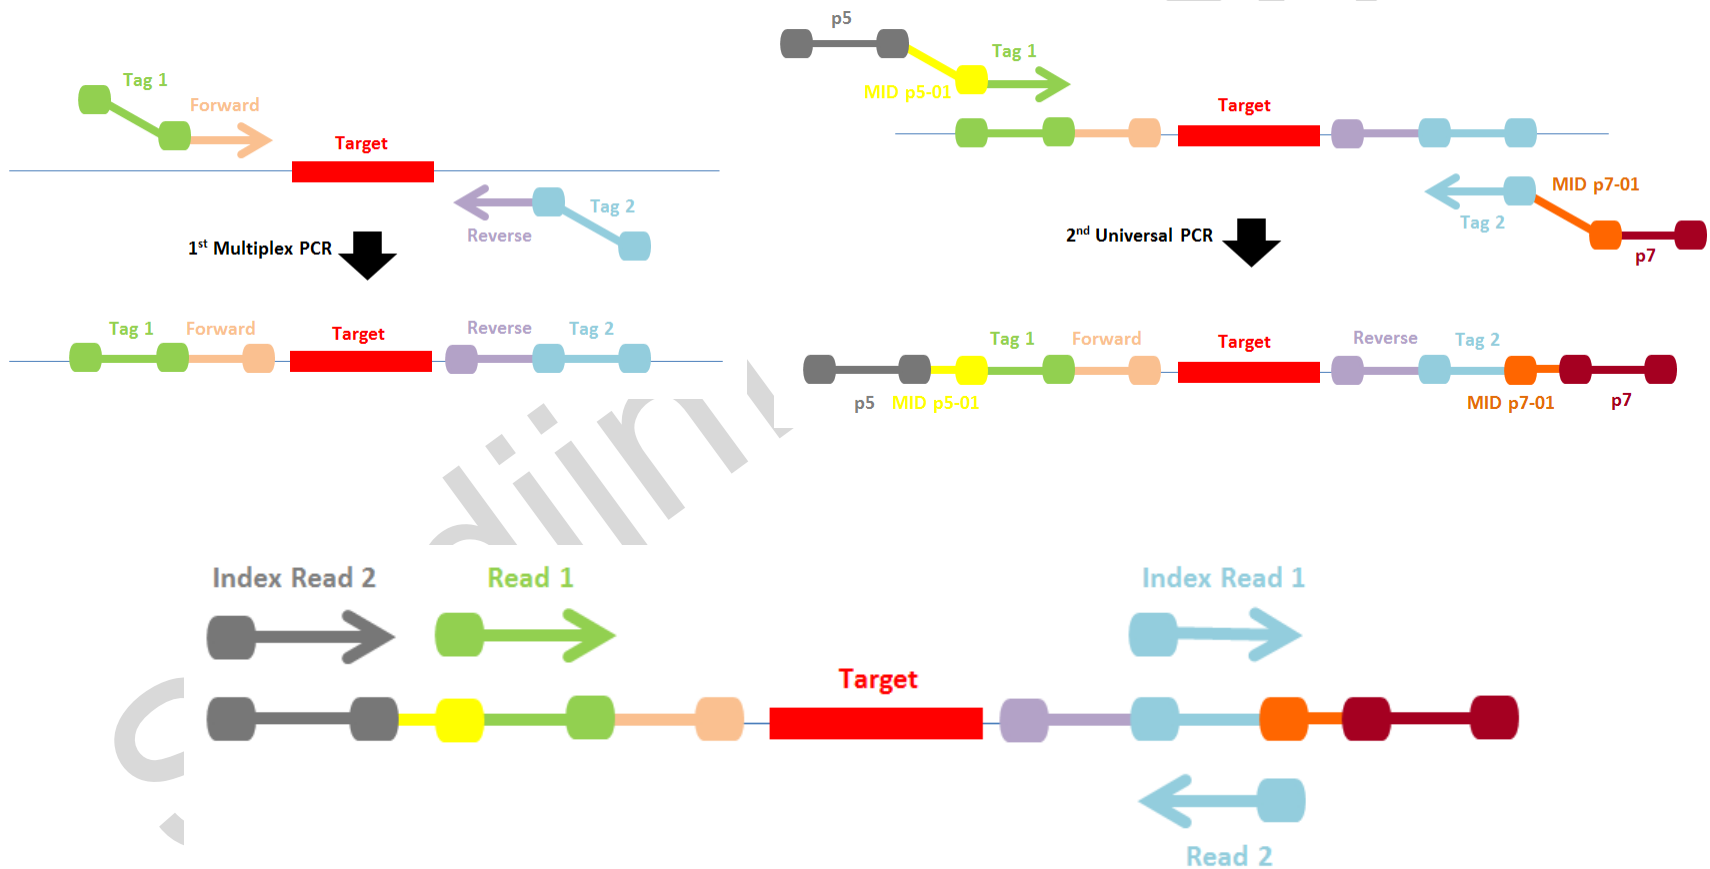 Tag 1
Forward
Target
Reverse
Tag 2
1st Multiplex PCR
Tag 1
Forward
Target
Reverse
Tag 2
p5
Tag 1
MID p5-01
Target
MID p7-01
Tag 2
p7
2nd Universal PCR
Tag 1
Forward
Target
Reverse
Tag 2
p5
MID p5-01
MID p7-01
p7
Index Read 2
Read 1
Index Read 1
Target
Read 2